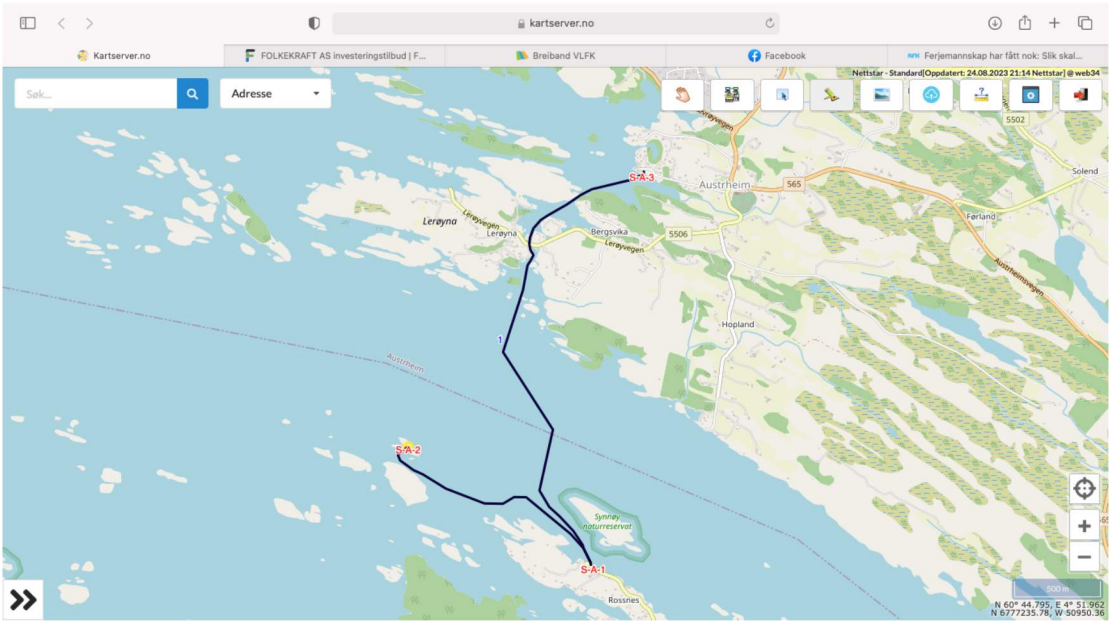 kartserver.no
Kartserver.no
FOLKEKRAFT AS investeringstilbud | F...
Breiband VLFK
Facebook
NRK Ferjemannskap har fått nok: Slik skal...
Nettstar - Standard|Oppdatert: 24.08.2023 21:14 Nettstar| @ web34
Søk...
Adresse
?
Lerøyvegen
5502
S-A-3
Austrheim
565
Solend
Lerøyna
Lerøyvegen
Lerøyna
Bergsvika
Lerøyvegen
5506
Førland
Austrheimsvegen
1
Hopland
Austrheim
S-A-2
Synnøy
naturreservat
565
S-A-1
Rossnes
500 m
N 60° 44.795, E 4° 51.962
N 6777235.78, W 50950.36